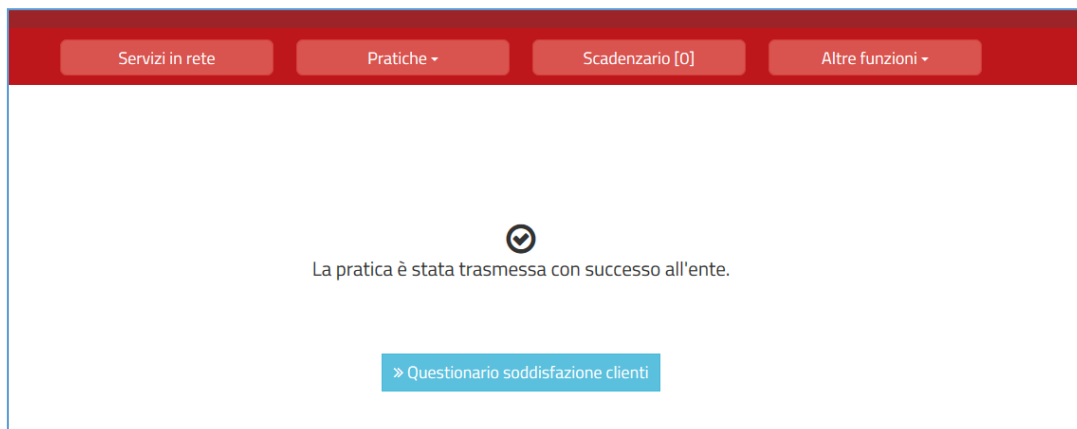 Servizi in rete
Pratiche
Scadenzario [0]
Altre funzioni
La pratica è stata trasmessa con successo all'ente.
» Questionario soddisfazione clienti